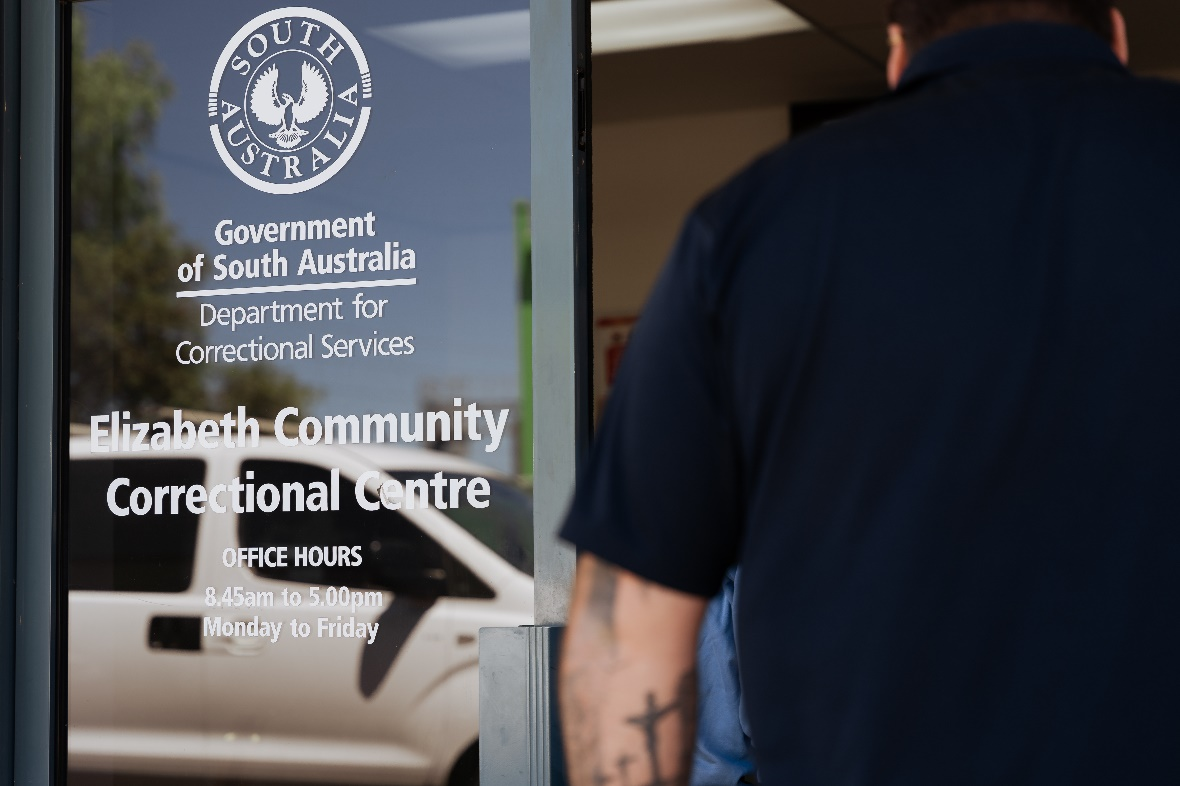 SOUTH
AUSTRALIA
Government
of South Australia
Department for
Correctional Services
Elizabeth Community
Correctional Centre
OFFICE HOURS
8.45am to 5.00pm
Monday to Friday